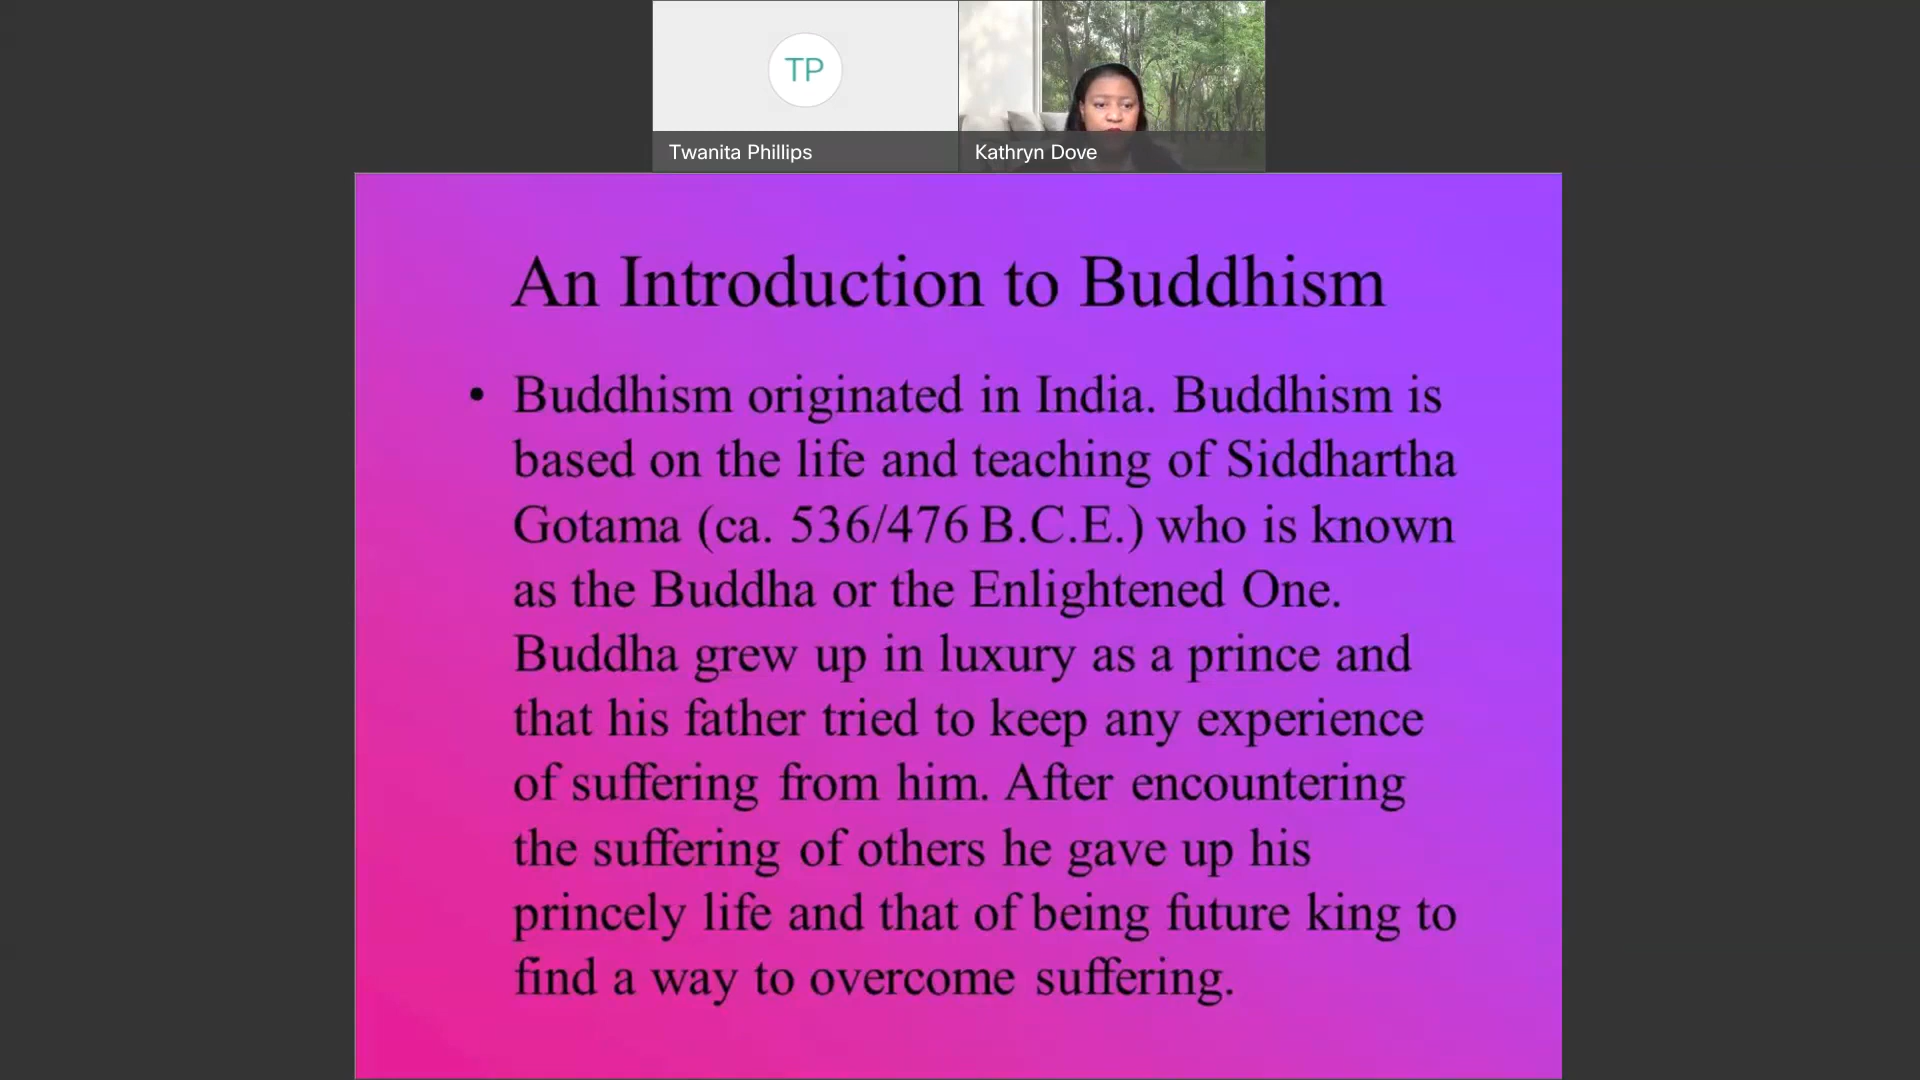 TP
Twanita Phillips
Kathryn Dove
An Introduction to Buddhism
• Buddhism originated in India. Buddhism is
based on the life and teaching of Siddhartha
Gotama (ca. 536/476 B.C.E.) who is known
as the Buddha or the Enlightened One.
Buddha grew up in luxury as a prince and
that his father tried to keep any experience
of suffering from him. After encountering
the suffering of others he gave up his
princely life and that of being future king to
find a way to overcome suffering.